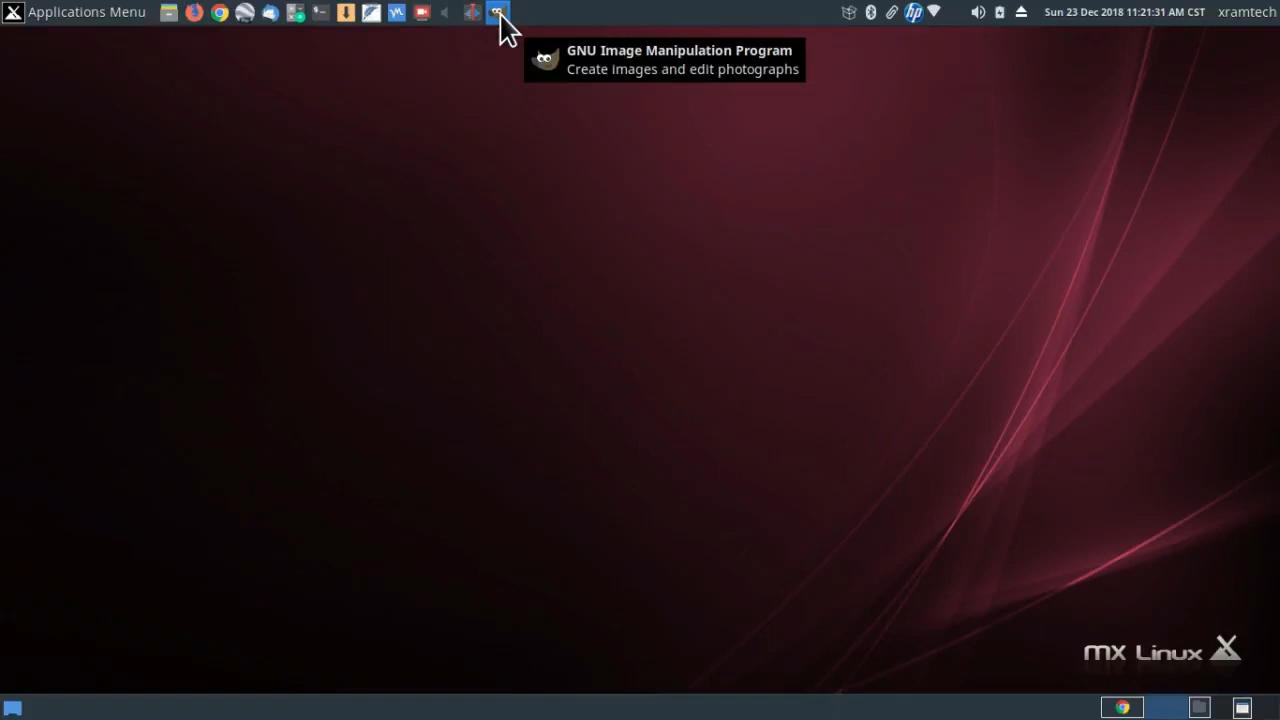 Applications Menu
hp
Sun 23 Dec 2018 11:21:31 AM CST
xramtech
GNU Image Manipulation Program
Create images and edit photographs
MX Linux